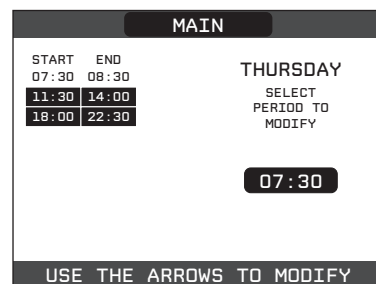 MAIN
START END
07:30 08:30
11:30 14:00
18:00 22:30
THURSDAY
SELECT
PERIOD TO
MODIFY
07:30
USE THE ARROWS TO MODIFY